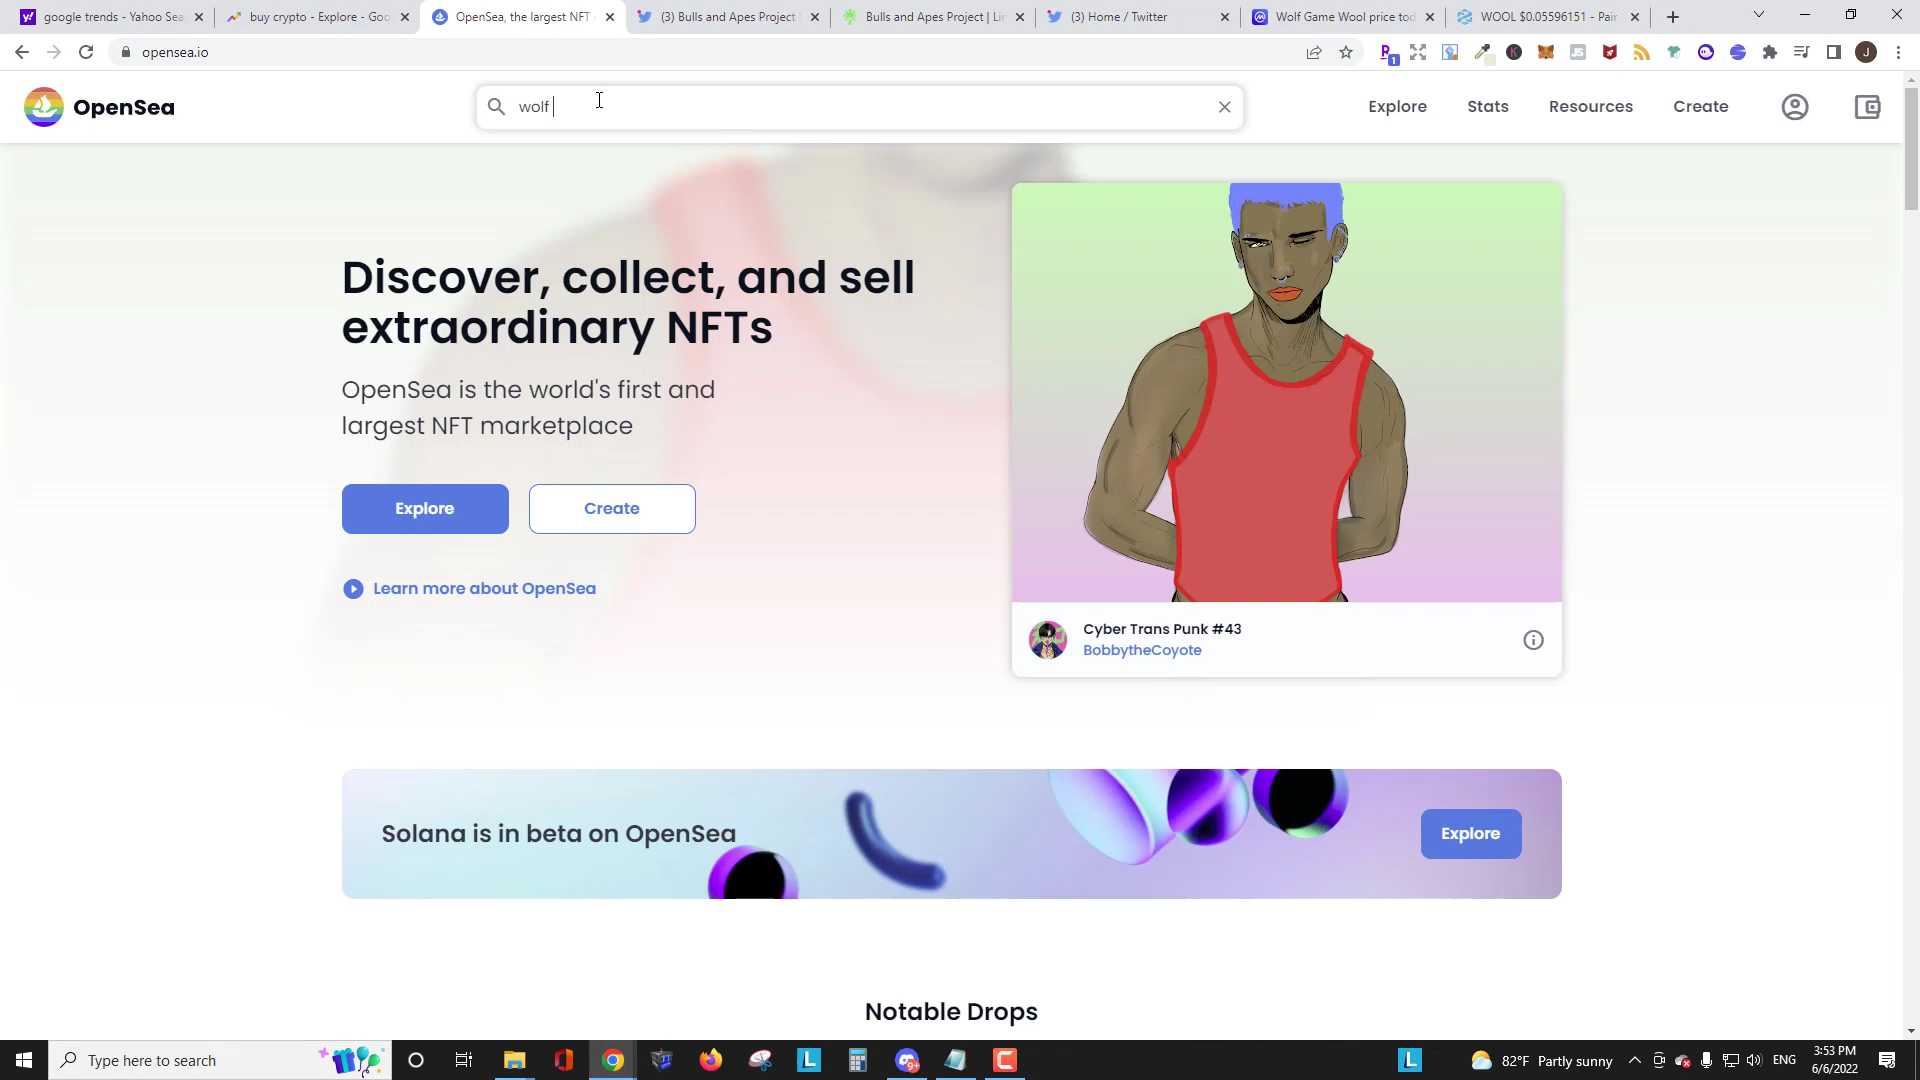 google trends - Yahoo Sea
buy crypto - Explore - Goo
OpenSea, the largest NFT
(3) Bulls and Apes Project
Bulls and Apes Project | Lin
(3) Home / Twitter
Wolf Game Wool price tod
WOOL $0.05596151 - Pair
opensea.io
OpenSea
wolf
Explore
Stats
Resources
Create
Discover, collect, and sell
extraordinary NFTs
OpenSea is the world's first and
largest NFT marketplace
Explore
Create
Learn more about OpenSea
Cyber Trans Punk #43
BobbytheCoyote
Solana is in beta on OpenSea
Explore
Notable Drops
Type here to search
82°F Partly sunny
ENG
3:53 PM
6/6/2022